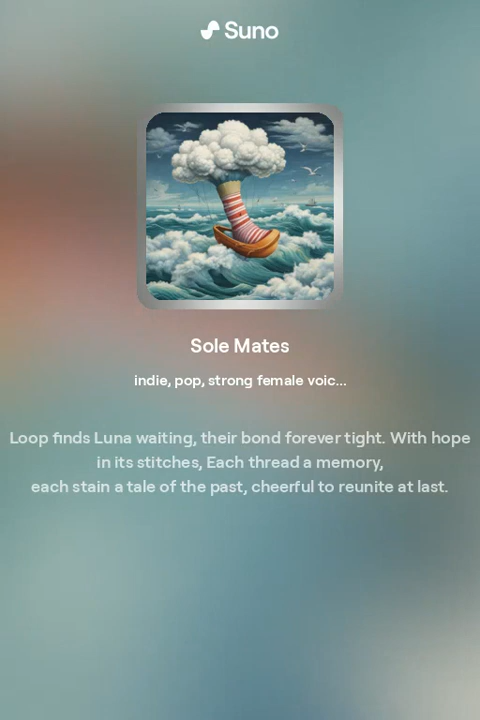 Suno
Sole Mates
indie, pop, strong female voic...
Loop finds Luna waiting, their bond forever tight. With hope
in its stitches, Each thread a memory,
each stain a tale of the past, cheerful to reunite at last.